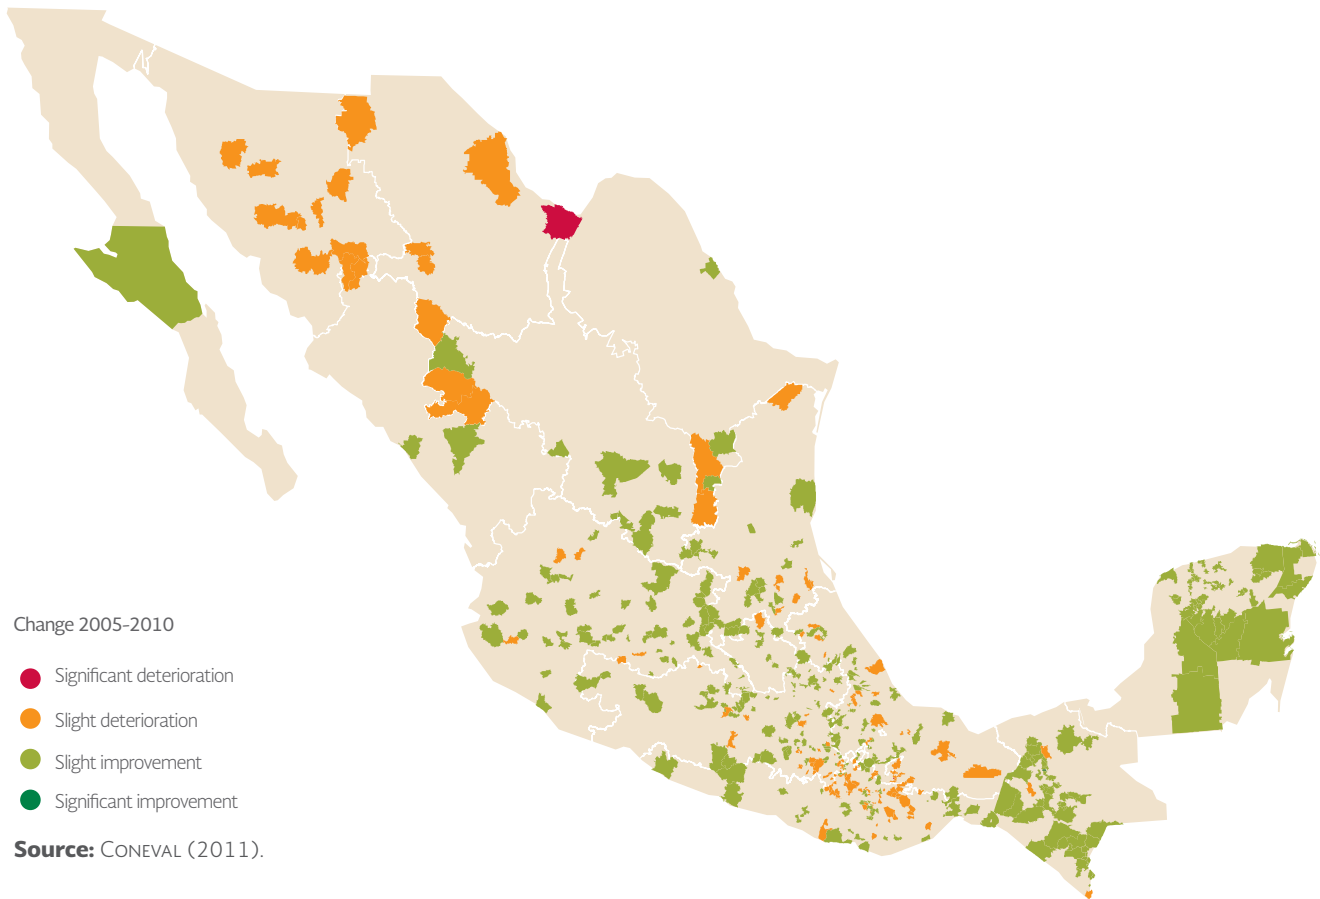 Change 2005-2010
Significant deterioration
Slight deterioration
Slight improvement
Significant improvement
Source: CONEVAL (2011).